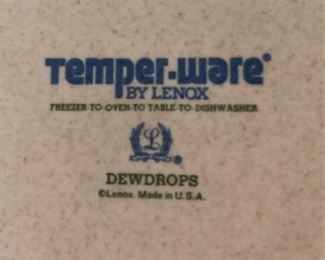 Temper-ware®
BY LENOX
FREEZER-TO-OVEN-TO TABLE-TO-DISHWASHER
L ®
DEWDROPS
©Lenox. Made in U.S.A.